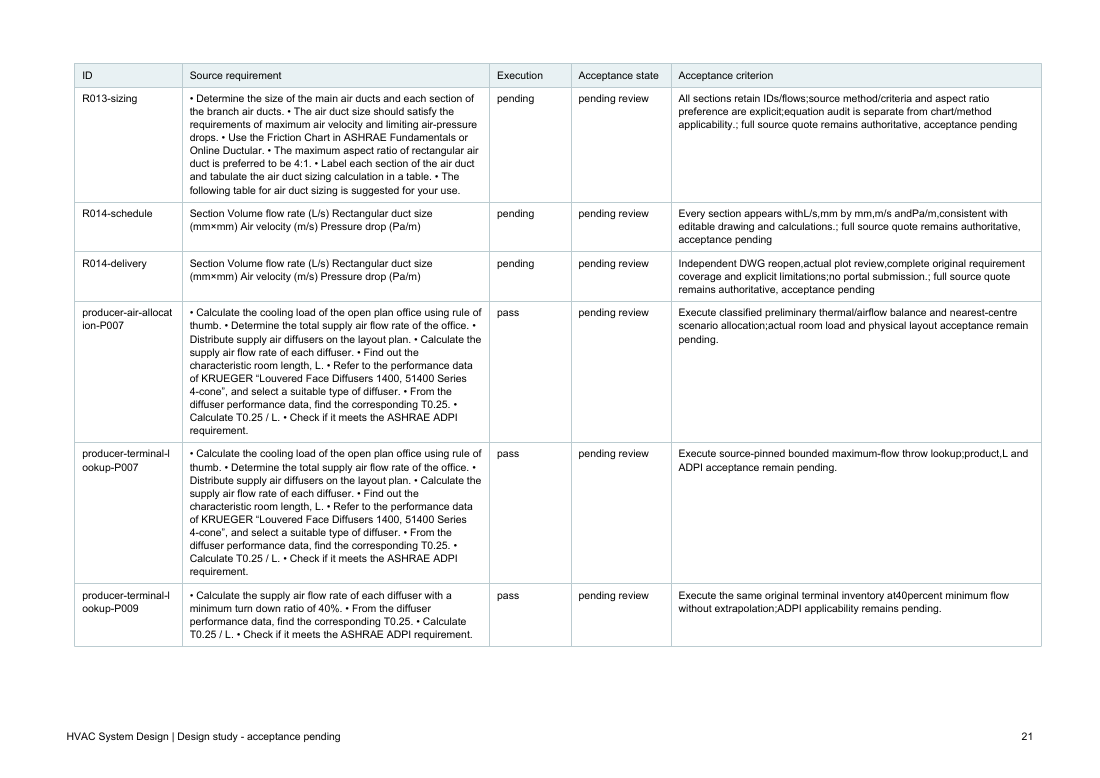 ID Source requirement Execution Acceptance state Acceptance criterion
R013-sizing
• Determine the size of the main air ducts and each section of
the branch air ducts. • The air duct size should satisfy the
requirements of maximum air velocity and limiting air-pressure
drops. • Use the Friction Chart in ASHRAE Fundamentals or
Online Ductular. • The maximum aspect ratio of rectangular air
duct is preferred to be 4:1. • Label each section of the air duct
and tabulate the air duct sizing calculation in a table. • The
following table for air duct sizing is suggested for your use.
pending
pending review
All sections retain IDs/flows;source method/criteria and aspect ratio
preference are explicit;equation audit is separate from chart/method
applicability.; full source quote remains authoritative, acceptance pending
R014-schedule
Section Volume flow rate (L/s) Rectangular duct size
(mm×mm) Air velocity (m/s) Pressure drop (Pa/m)
pending
pending review
Every section appears withL/s,mm by mm,m/s andPa/m,consistent with
editable drawing and calculations.; full source quote remains authoritative,
acceptance pending
R014-delivery
Section Volume flow rate (L/s) Rectangular duct size
(mm×mm) Air velocity (m/s) Pressure drop (Pa/m)
pending
pending review
Independent DWG reopen,actual plot review,complete original requirement
coverage and explicit limitations;no portal submission.; full source quote
remains authoritative, acceptance pending
producer-air-allocat
ion-P007
• Calculate the cooling load of the open plan office using rule of
thumb. • Determine the total supply air flow rate of the office. •
Distribute supply air diffusers on the layout plan. • Calculate the
supply air flow rate of each diffuser. • Find out the
characteristic room length, L. • Refer to the performance data
of KRUEGER “Louvered Face Diffusers 1400, 51400 Series
4-cone”, and select a suitable type of diffuser. • From the
diffuser performance data, find the corresponding T0.25. •
Calculate T0.25 / L. • Check if it meets the ASHRAE ADPI
requirement.
pass
pending review
Execute classified preliminary thermal/airflow balance and nearest-centre
scenario allocation;actual room load and physical layout acceptance remain
pending.
producer-terminal-l
ookup-P007
• Calculate the cooling load of the open plan office using rule of
thumb. • Determine the total supply air flow rate of the office. •
Distribute supply air diffusers on the layout plan. • Calculate the
supply air flow rate of each diffuser. • Find out the
characteristic room length, L. • Refer to the performance data
of KRUEGER “Louvered Face Diffusers 1400, 51400 Series
4-cone”, and select a suitable type of diffuser. • From the
diffuser performance data, find the corresponding T0.25. •
Calculate T0.25 / L. • Check if it meets the ASHRAE ADPI
requirement.
pass
pending review
Execute source-pinned bounded maximum-flow throw lookup;product,L and
ADPI acceptance remain pending.
producer-terminal-l
ookup-P009
• Calculate the supply air flow rate of each diffuser with a
minimum turn down ratio of 40%. • From the diffuser
performance data, find the corresponding T0.25. • Calculate
T0.25 / L. • Check if it meets the ASHRAE ADPI requirement.
pass
pending review
Execute the same original terminal inventory at40percent minimum flow
without extrapolation;ADPI applicability remains pending.
HVAC System Design | Design study - acceptance pending 21